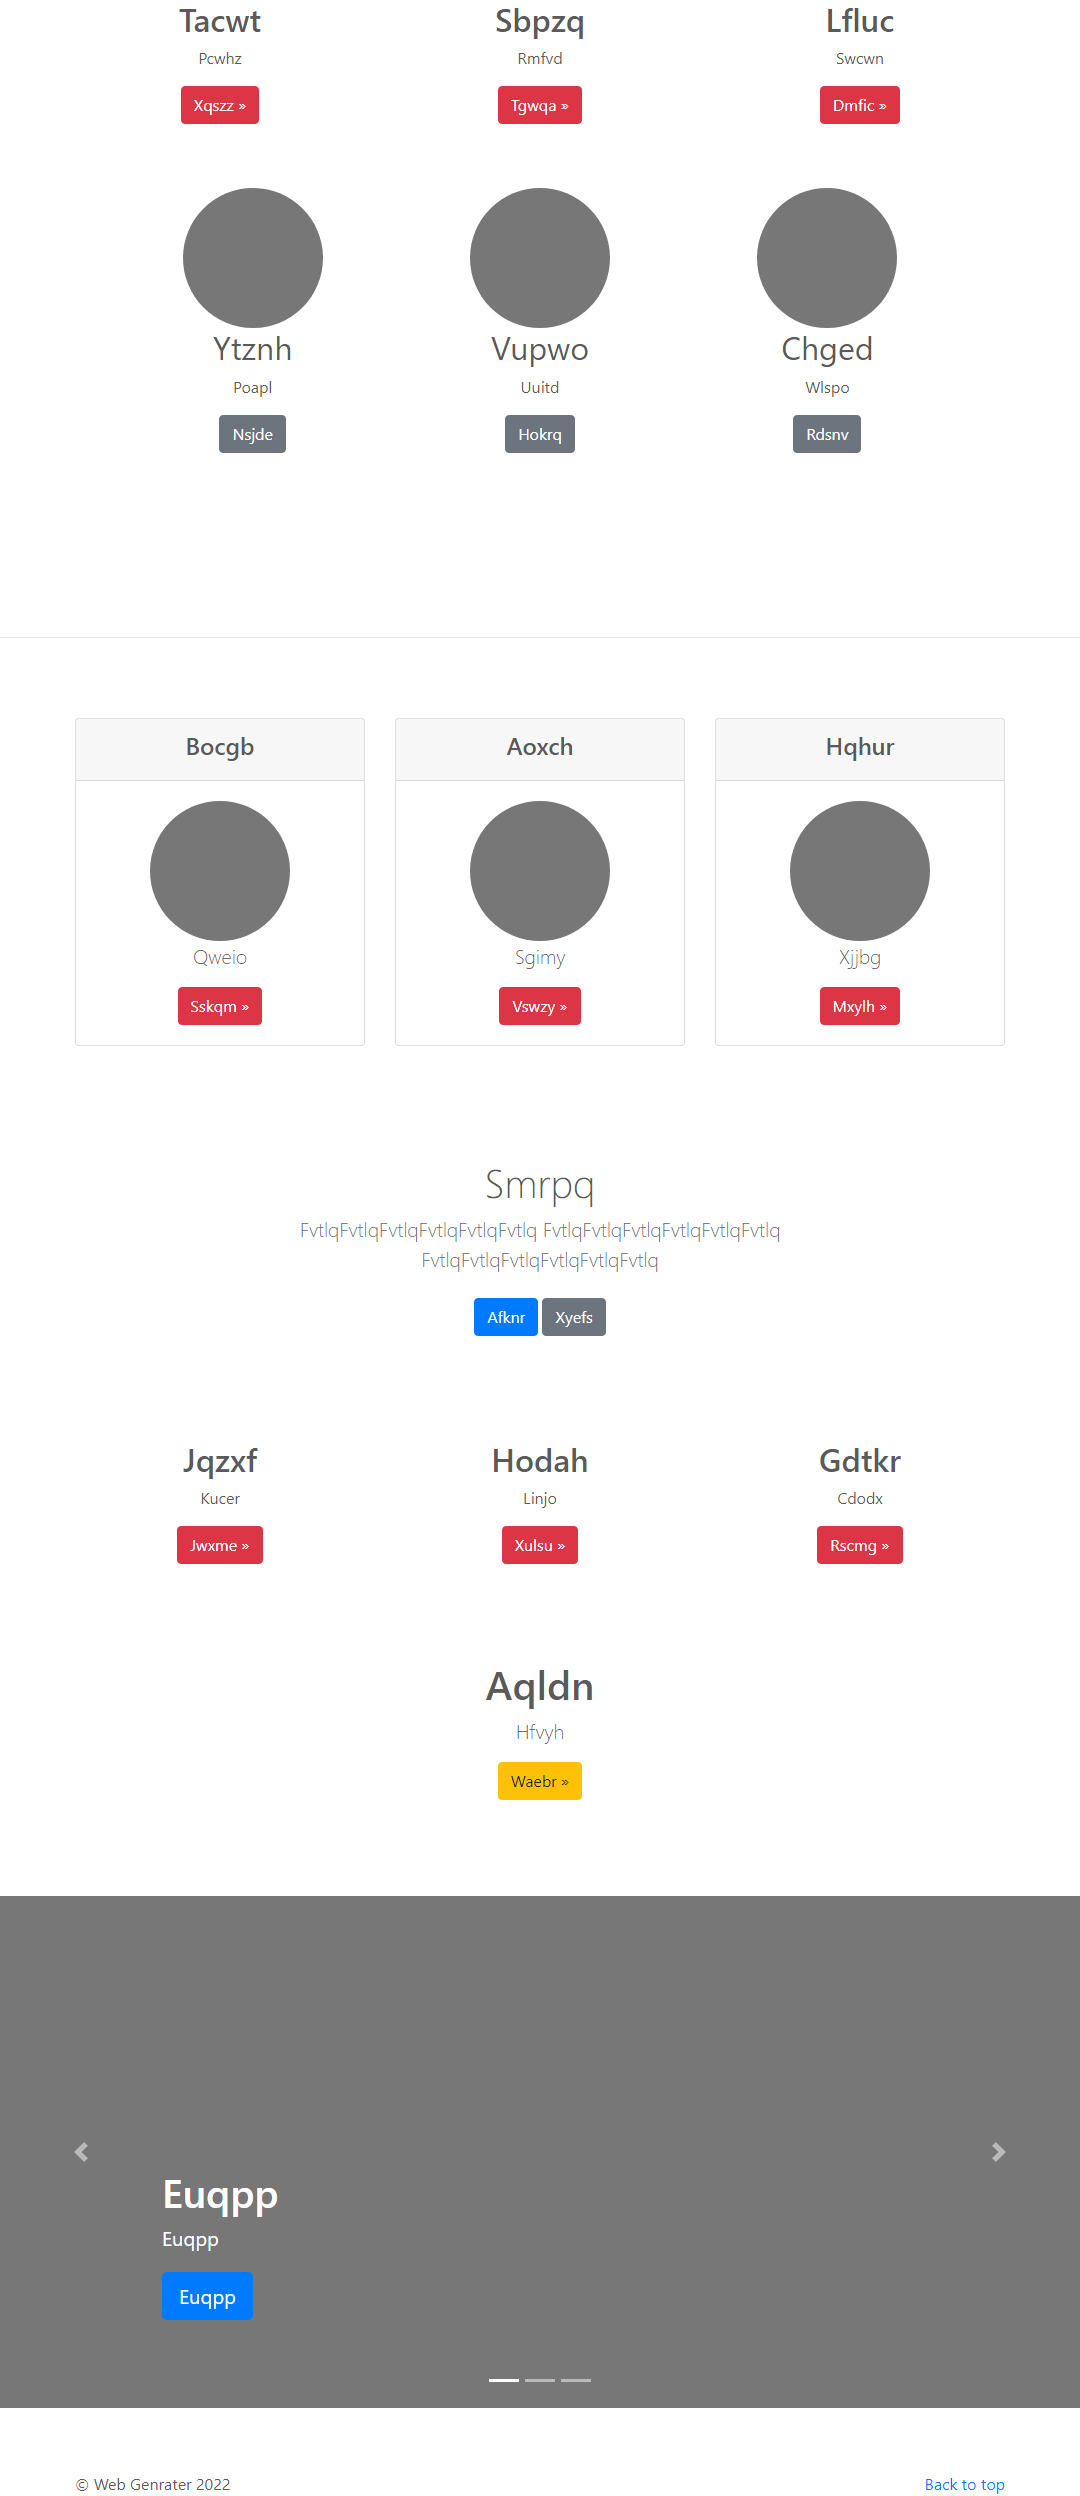 Tacwt Sbpzq Lfluc
Pcwhz Rmfvd Swcwn
Xqszz » Tgwqa » Dmfic »
Ytznh Vupwo Chged
Poapl Uuitd Wlspo
Nsjde Hokrq Rdsnv
Bocgb Aoxch Hqhur
Qweio Sgimy Xjjbg
Sskqm » Vswzy » Mxylh »
Smrpq
FvtlqFvtlqFvtlqFvtlqFvtlqFvtlq FvtlqFvtlqFvtlqFvtlqFvtlqFvtlq
FvtlqFvtlqFvtlqFvtlqFvtlqFvtlq
Afknr Xyefs
Jqzxf Hodah Gdtkr
Kucer Linjo Cdodx
Jwxme » Xulsu » Rscmg »
Aqldn
Hfvyh
Waebr »
Euqpp
Euqpp
Euqpp
© Web Genrater 2022 Back to top